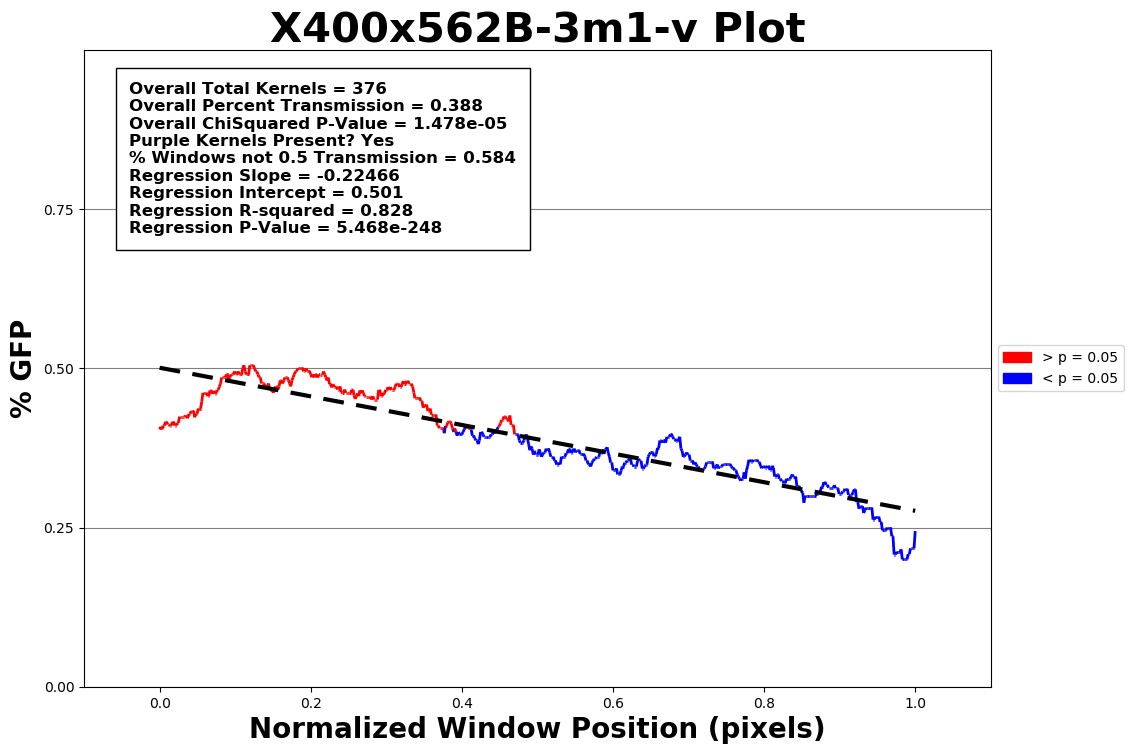 X400x562B-3m1-v Plot
Overall Total Kernels = 376
Overall Percent Transmission = 0.388
Overall ChiSquared P-Value = 1.478e-05
Purple Kernels Present? Yes
% Windows not 0.5 Transmission = 0.584
Regression Slope = -0.22466
Regression Intercept = 0.501
Regression R-squared = 0.828
Regression P-Value = 5.468e-248
% GFP
0.75
0.50
0.25
0.00
> p = 0.05
< p = 0.05
0.0 0.2 0.4 0.6 0.8 1.0
Normalized Window Position (pixels)